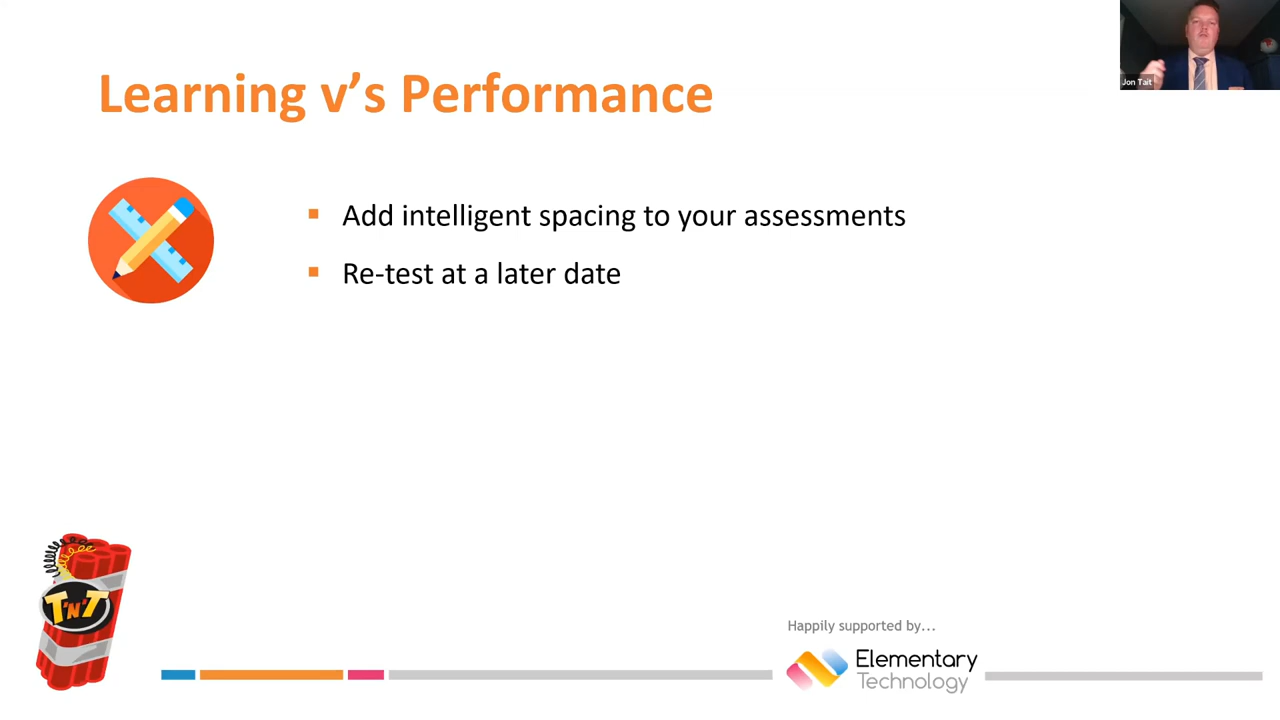 Learning v's Performance
Jon Tait
Add intelligent spacing to your assessments
Re-test at a later date
T'N'T
Happily supported by...
Elementary
Technology